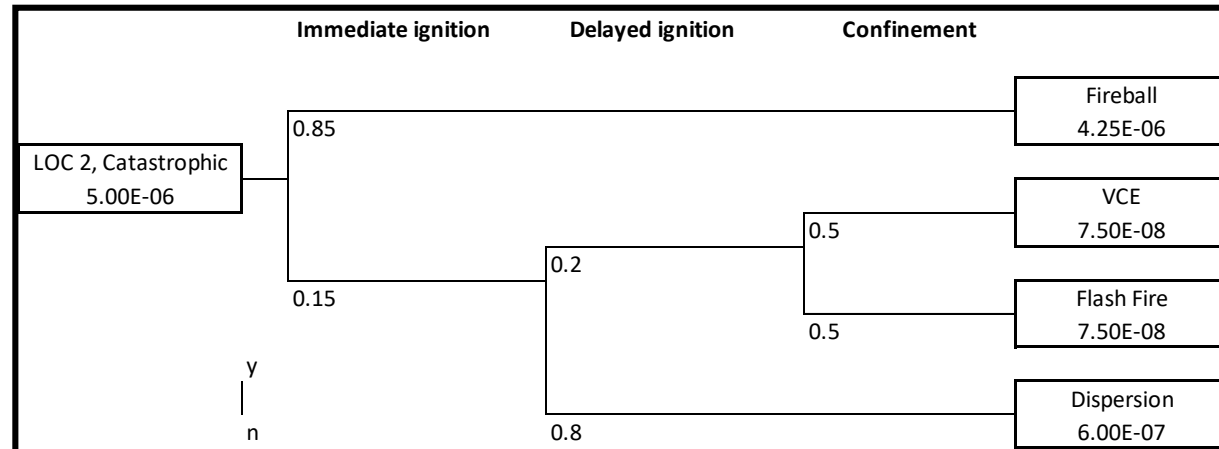 Immediate ignition Delayed ignition Confinement
Fireball
4.25E-06
0.85
LOC 2, Catastrophic
5.00E-06
VCE
7.50E-08
0.5
0.2
0.15
Flash Fire
7.50E-08
0.5
y
n
Dispersion
6.00E-07
0.8